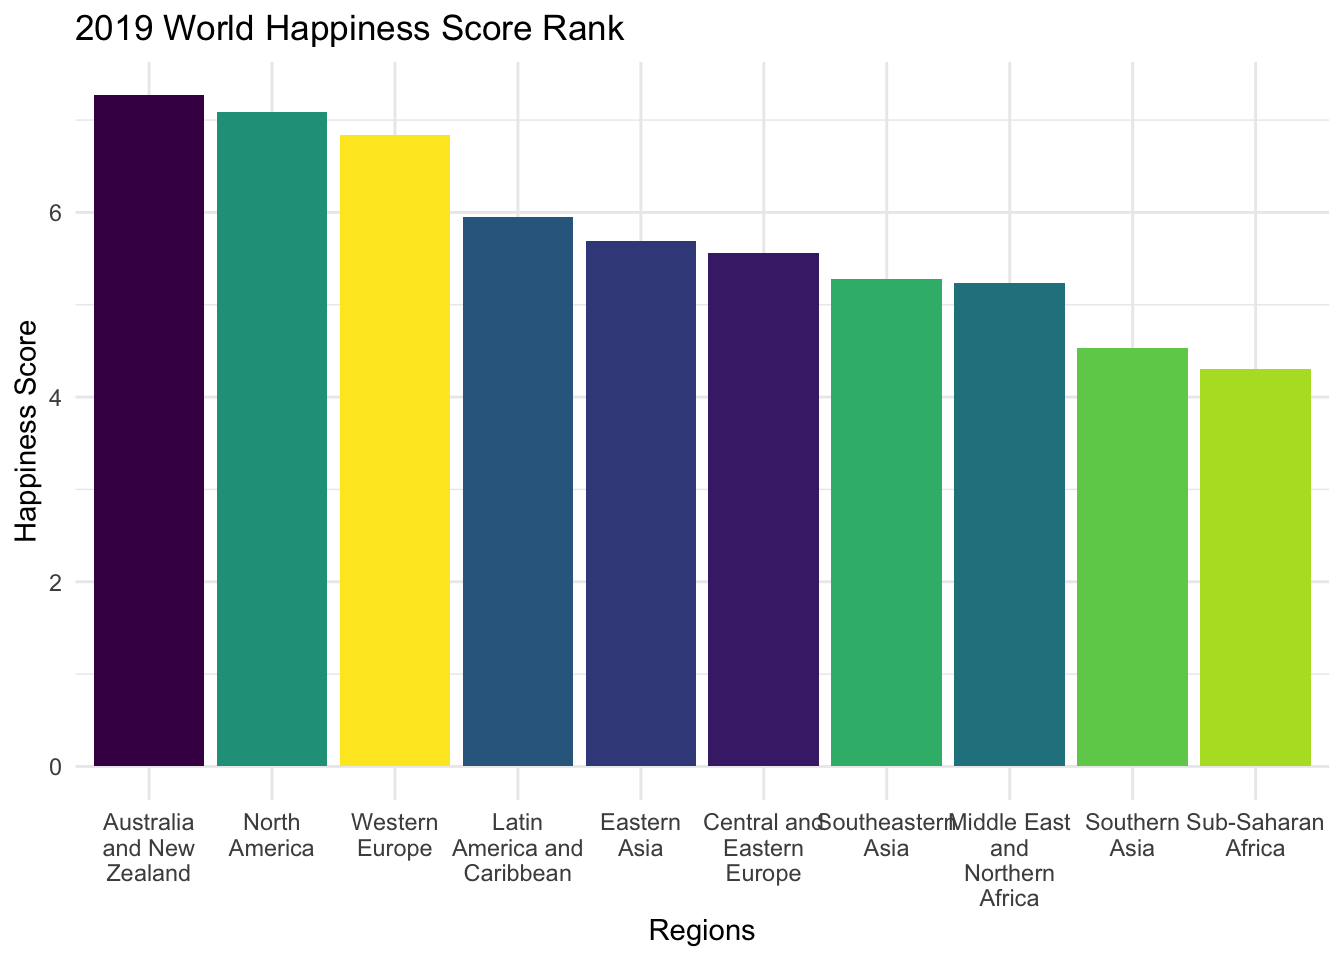 2019 World Happiness Score Rank
Happiness Score
6
4
2
0
Australia
and New
Zealand
North
America
Western
Europe
Latin
America and
Caribbean
Eastern
Asia
Central and
Eastern
Europe
Southeastern
Asia
Middle East
and
Northern
Africa
Southern
Asia
Sub-Saharan
Africa
Regions